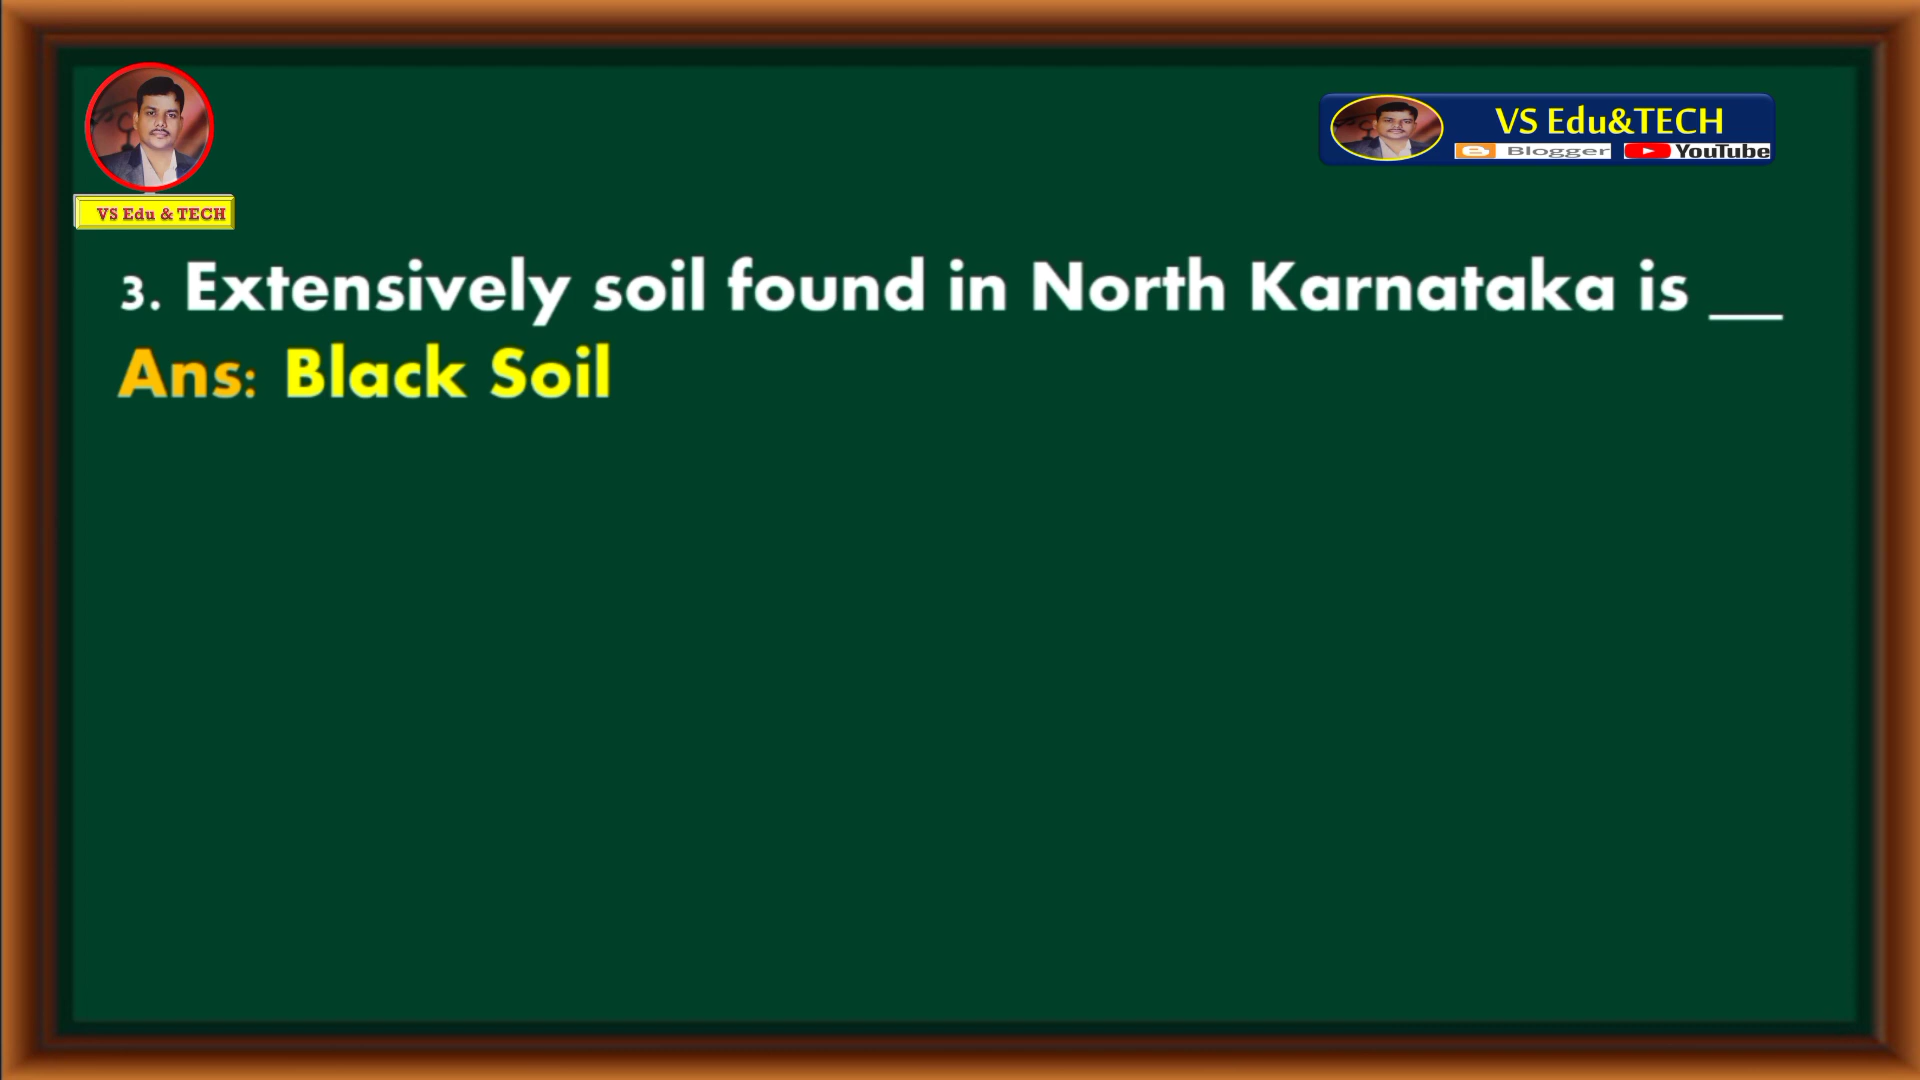 VS Edu&TECH
Blogger YouTube
VS Edu & TECH
3. Extensively soil found in North Karnataka is __
Ans: Black Soil